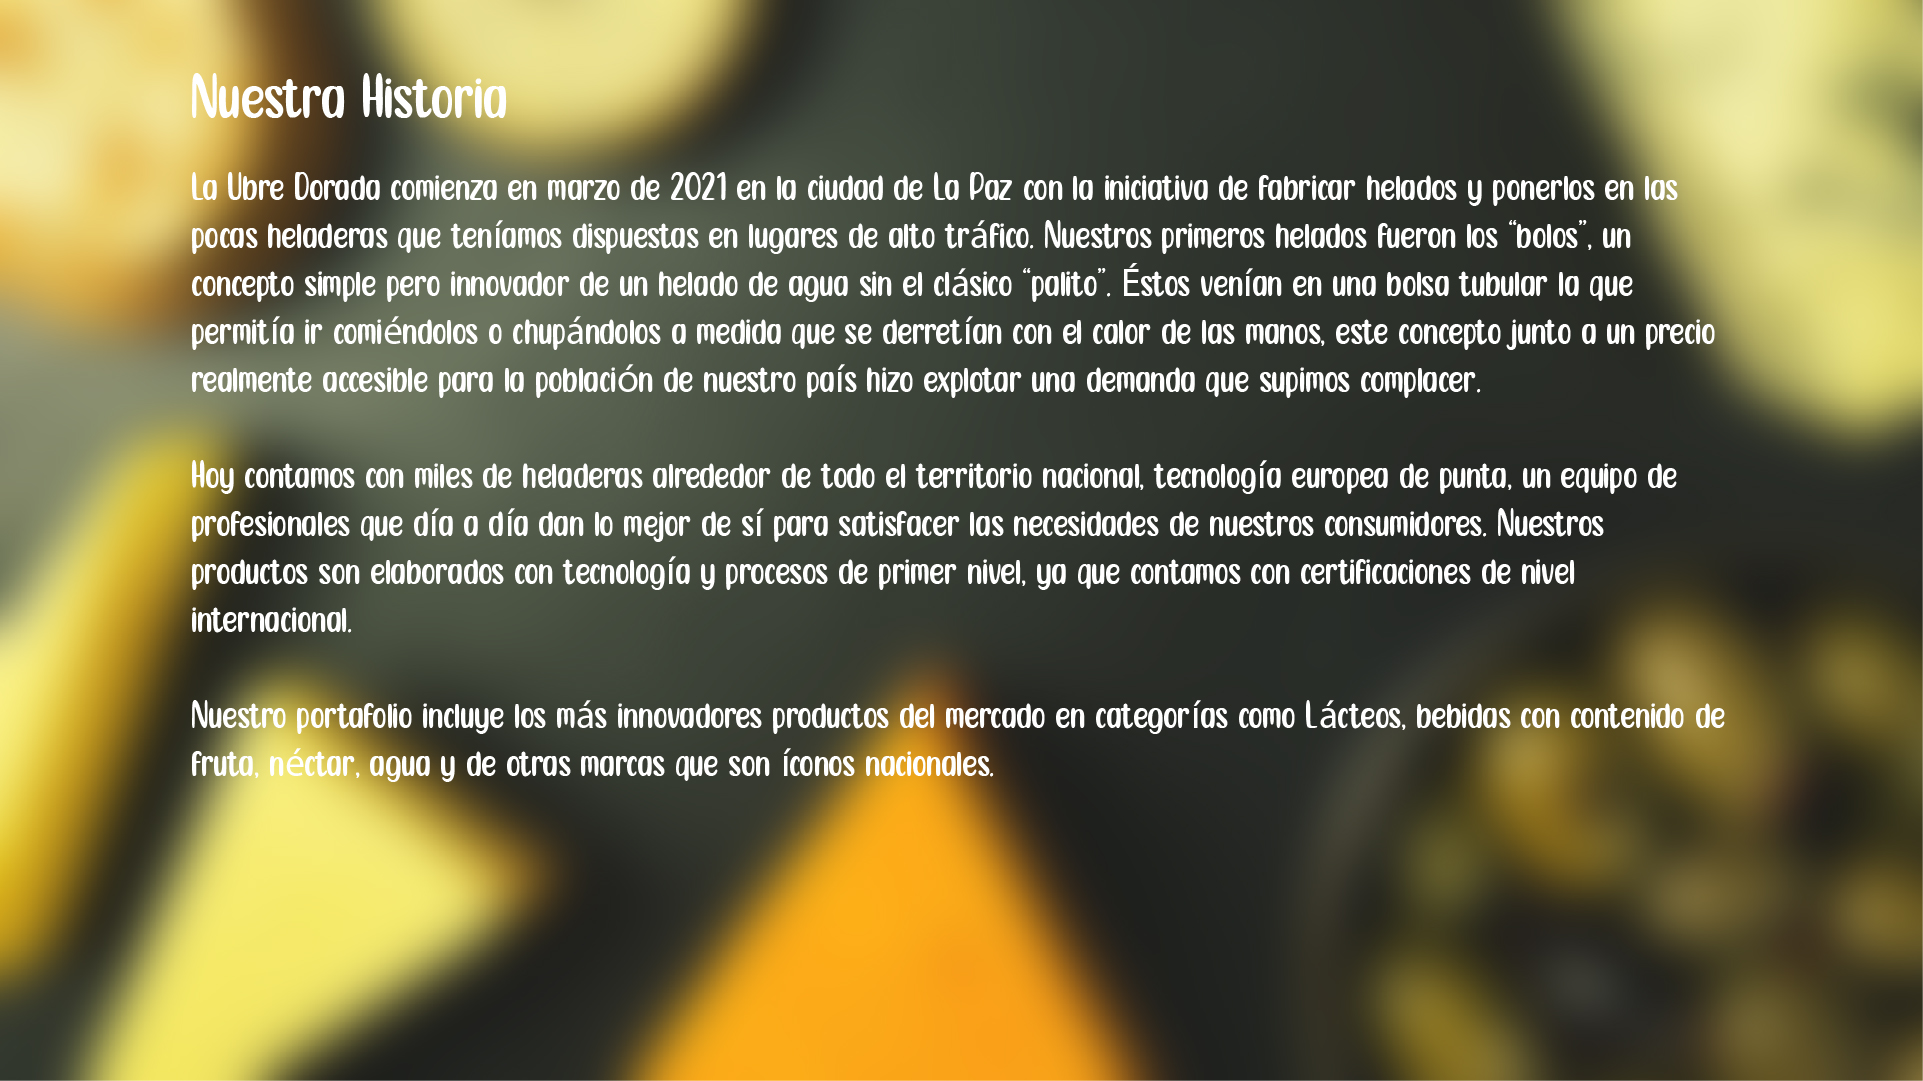 Nuestra Historia
La Ubre Dorada comienza en marzo de 2021 en la ciudad de La Paz con la iniciativa de fabricar helados y ponerlos en las
pocas heladeras que teníamos dispuestas en lugares de alto tráfico. Nuestros primeros helados fueron los “bolos”, un
concepto simple pero innovador de un helado de agua sin el clásico “palito”. Éstos venían en una bolsa tubular la que
permitía ir comiéndolos o chupándolos a medida que se derretían con el calor de las manos, este concepto junto a un precio
realmente accesible para la población de nuestro país hizo explotar una demanda que supimos complacer.
Hoy contamos con miles de heladeras alrededor de todo el territorio nacional, tecnología europea de punta, un equipo de
profesionales que día a día dan lo mejor de sí para satisfacer las necesidades de nuestros consumidores. Nuestros
productos son elaborados con tecnología y procesos de primer nivel, ya que contamos con certificaciones de nivel
internacional.
Nuestro portafolio incluye los más innovadores productos del mercado en categorías como Lácteos, bebidas con contenido de
fruta, néctar, agua y de otras marcas que son íconos nacionales.